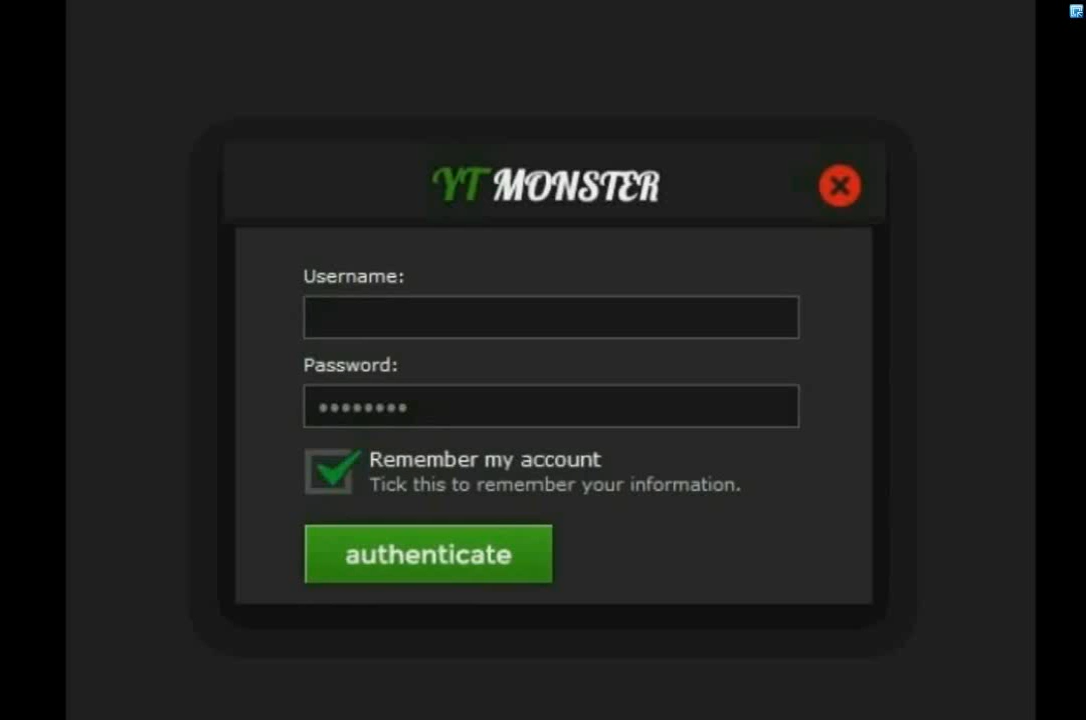 YT MONSTER
Username:
Password:
Remember my account
Tick this to remember your information.
authenticate